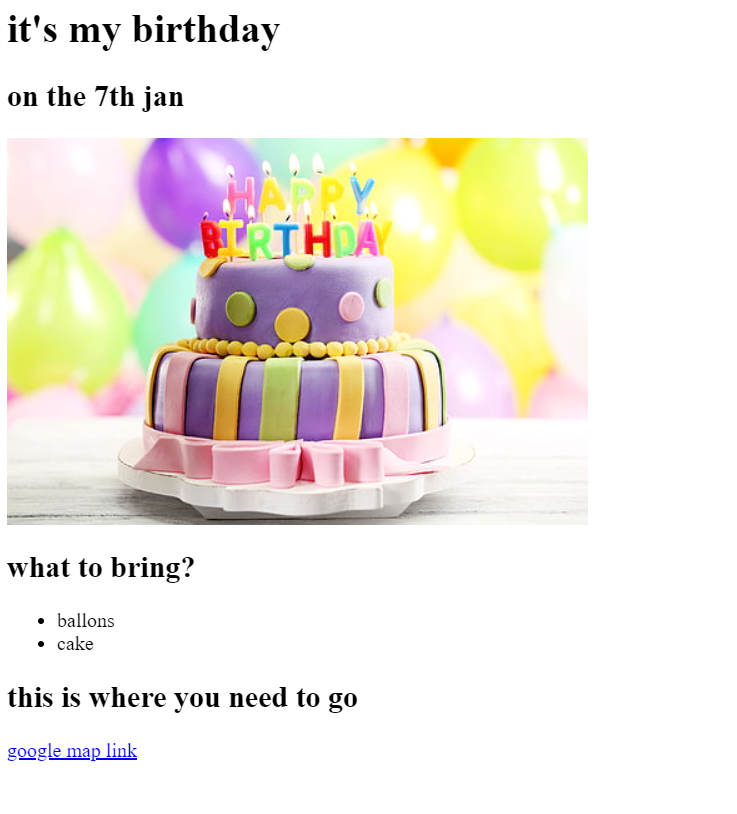 it's my birthday
on the 7th jan
HAPPY
BIRTHDAY
what to bring?
ballons
cake
this is where you need to go
google map link